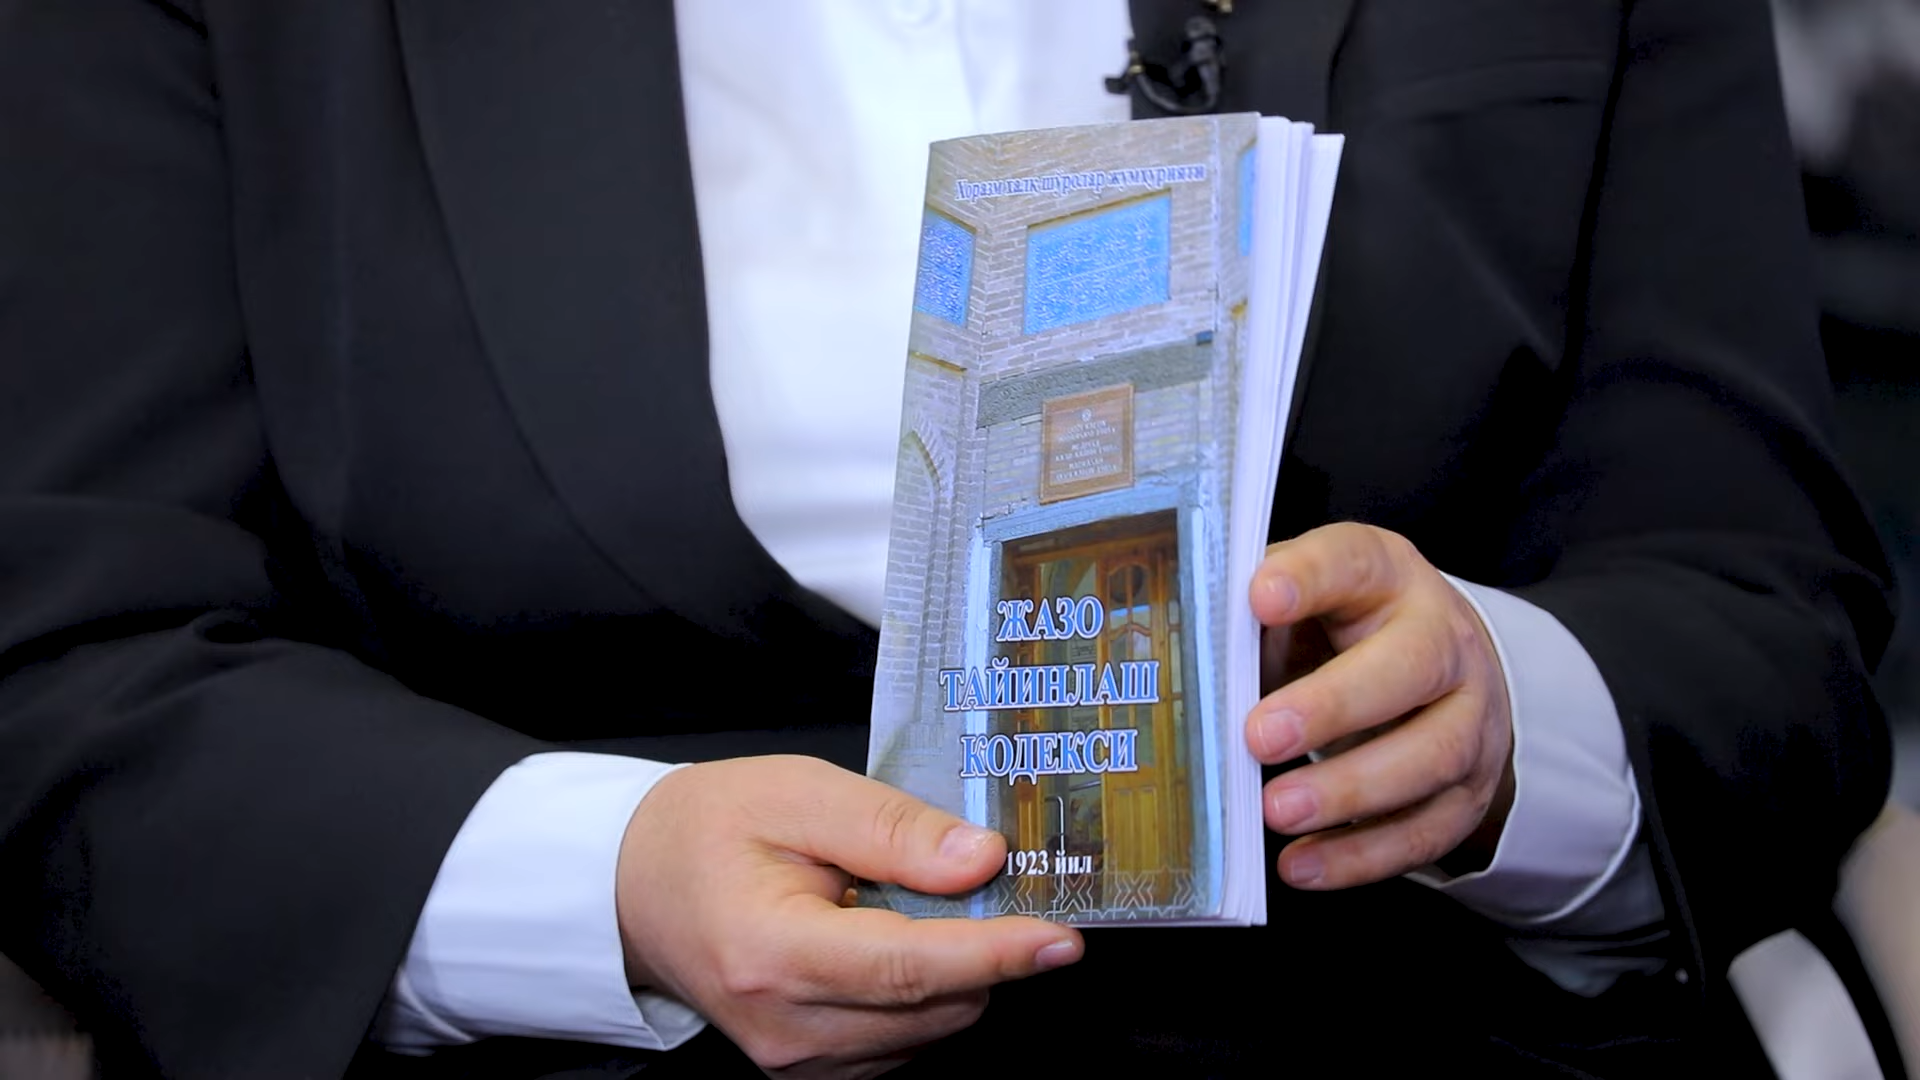 Хоразм халқ шўролар жумҳурияти
ЖАЗО
ТАЙИНЛАШ
КОДЕКСИ
1923 йил